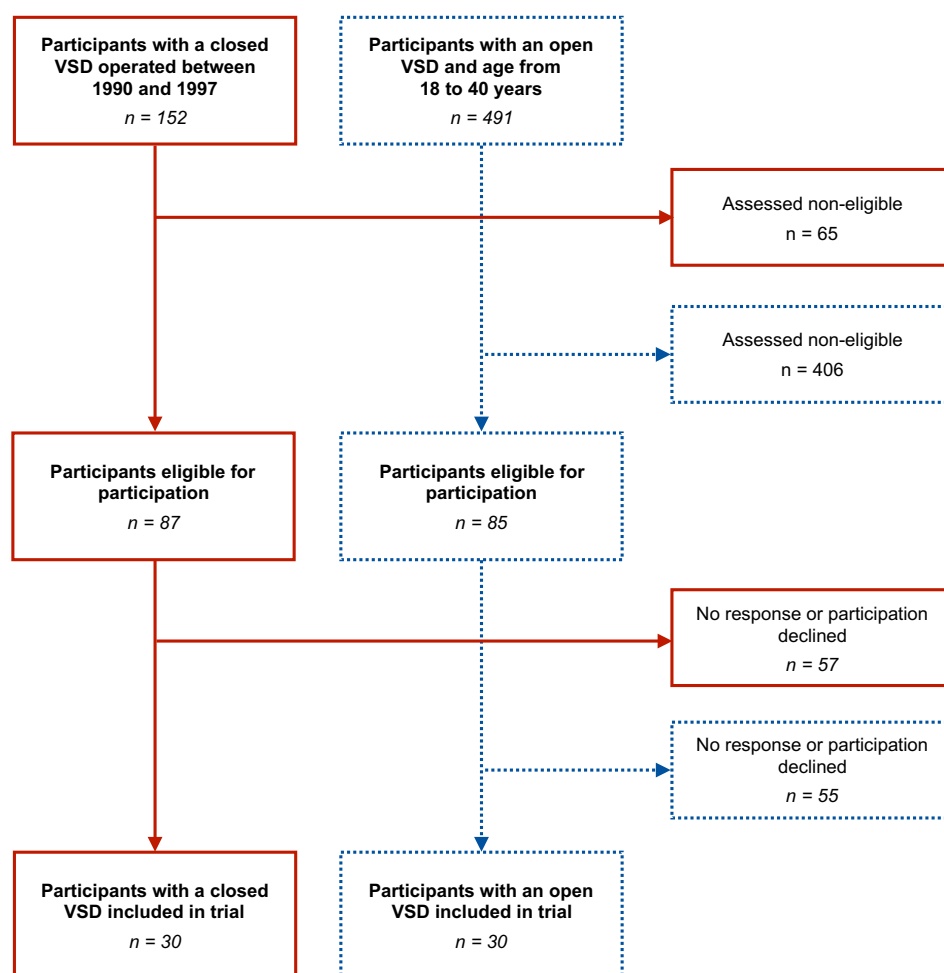 Participants with a closed
VSD operated between
1990 and 1997
n = 152
Participants with an open
VSD and age from
18 to 40 years
n = 491
Assessed non-eligible
n = 65
Assessed non-eligible
n = 406
Participants eligible for
participation
n = 87
Participants eligible for
participation
n = 85
No response or participation
declined
n = 57
No response or participation
declined
n = 55
Participants with a closed
VSD included in trial
n = 30
Participants with an open
VSD included in trial
n = 30